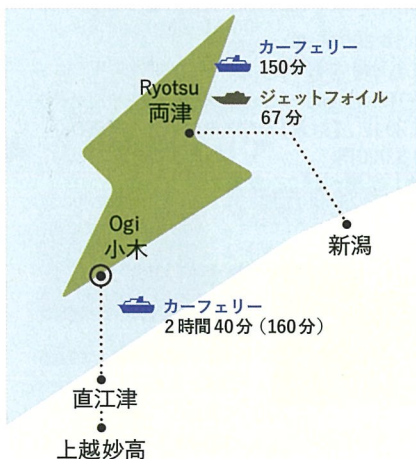 カーフェリー
150分
Ryotsu
両津
ジェットフォイル
67分
新潟
Ogi
小木
カーフェリー
2時間40分（160分）
直江津
上越妙高